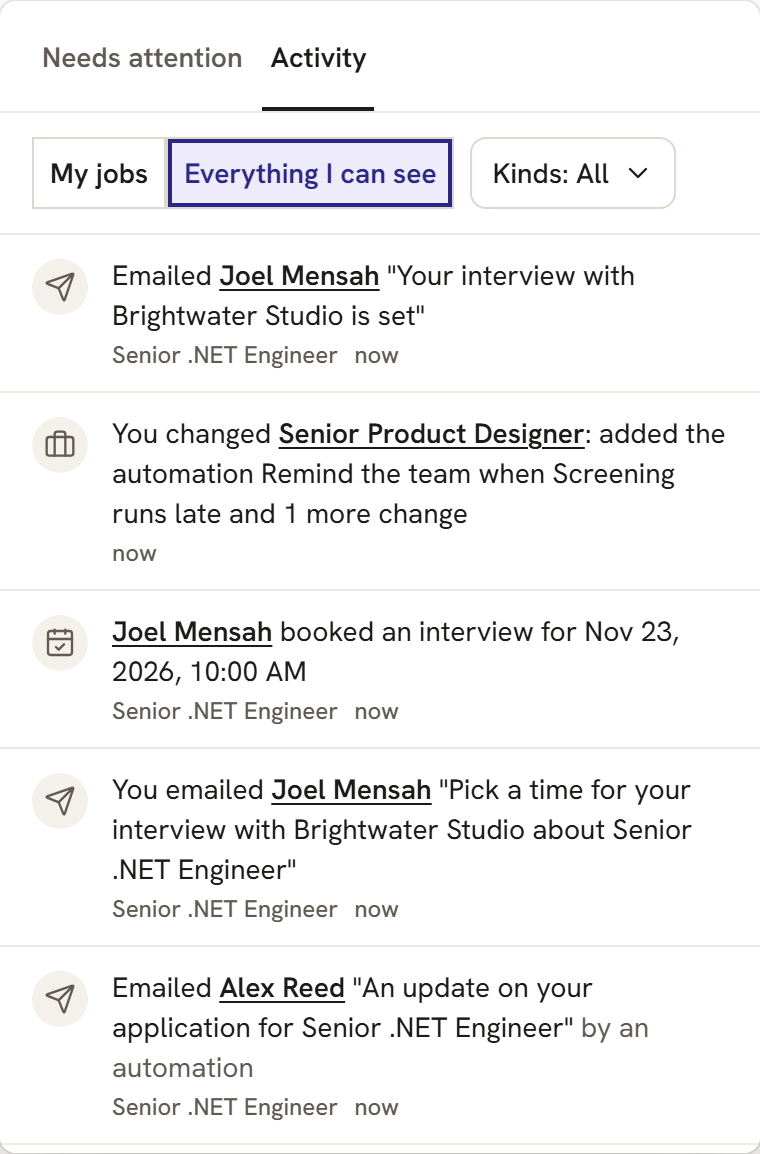 Needs attention Activity
My jobs Everything I can see Kinds: All
Emailed Joel Mensah "Your interview with
Brightwater Studio is set"
Senior .NET Engineer now
You changed Senior Product Designer: added the
automation Remind the team when Screening
runs late and 1 more change
now
Joel Mensah booked an interview for Nov 23,
2026, 10:00 AM
Senior .NET Engineer now
You emailed Joel Mensah "Pick a time for your
interview with Brightwater Studio about Senior
.NET Engineer"
Senior .NET Engineer now
Emailed Alex Reed "An update on your
application for Senior .NET Engineer" by an
automation
Senior .NET Engineer now